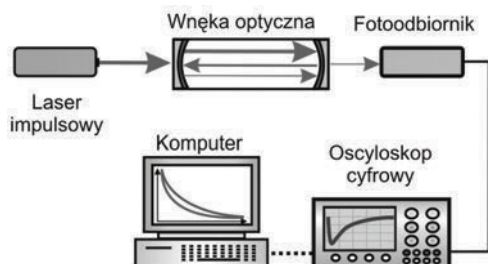 Wnęka optyczna
Fotoodbiornik
Laser
impulsowy
Komputer
Oscyloskop
cyfrowy